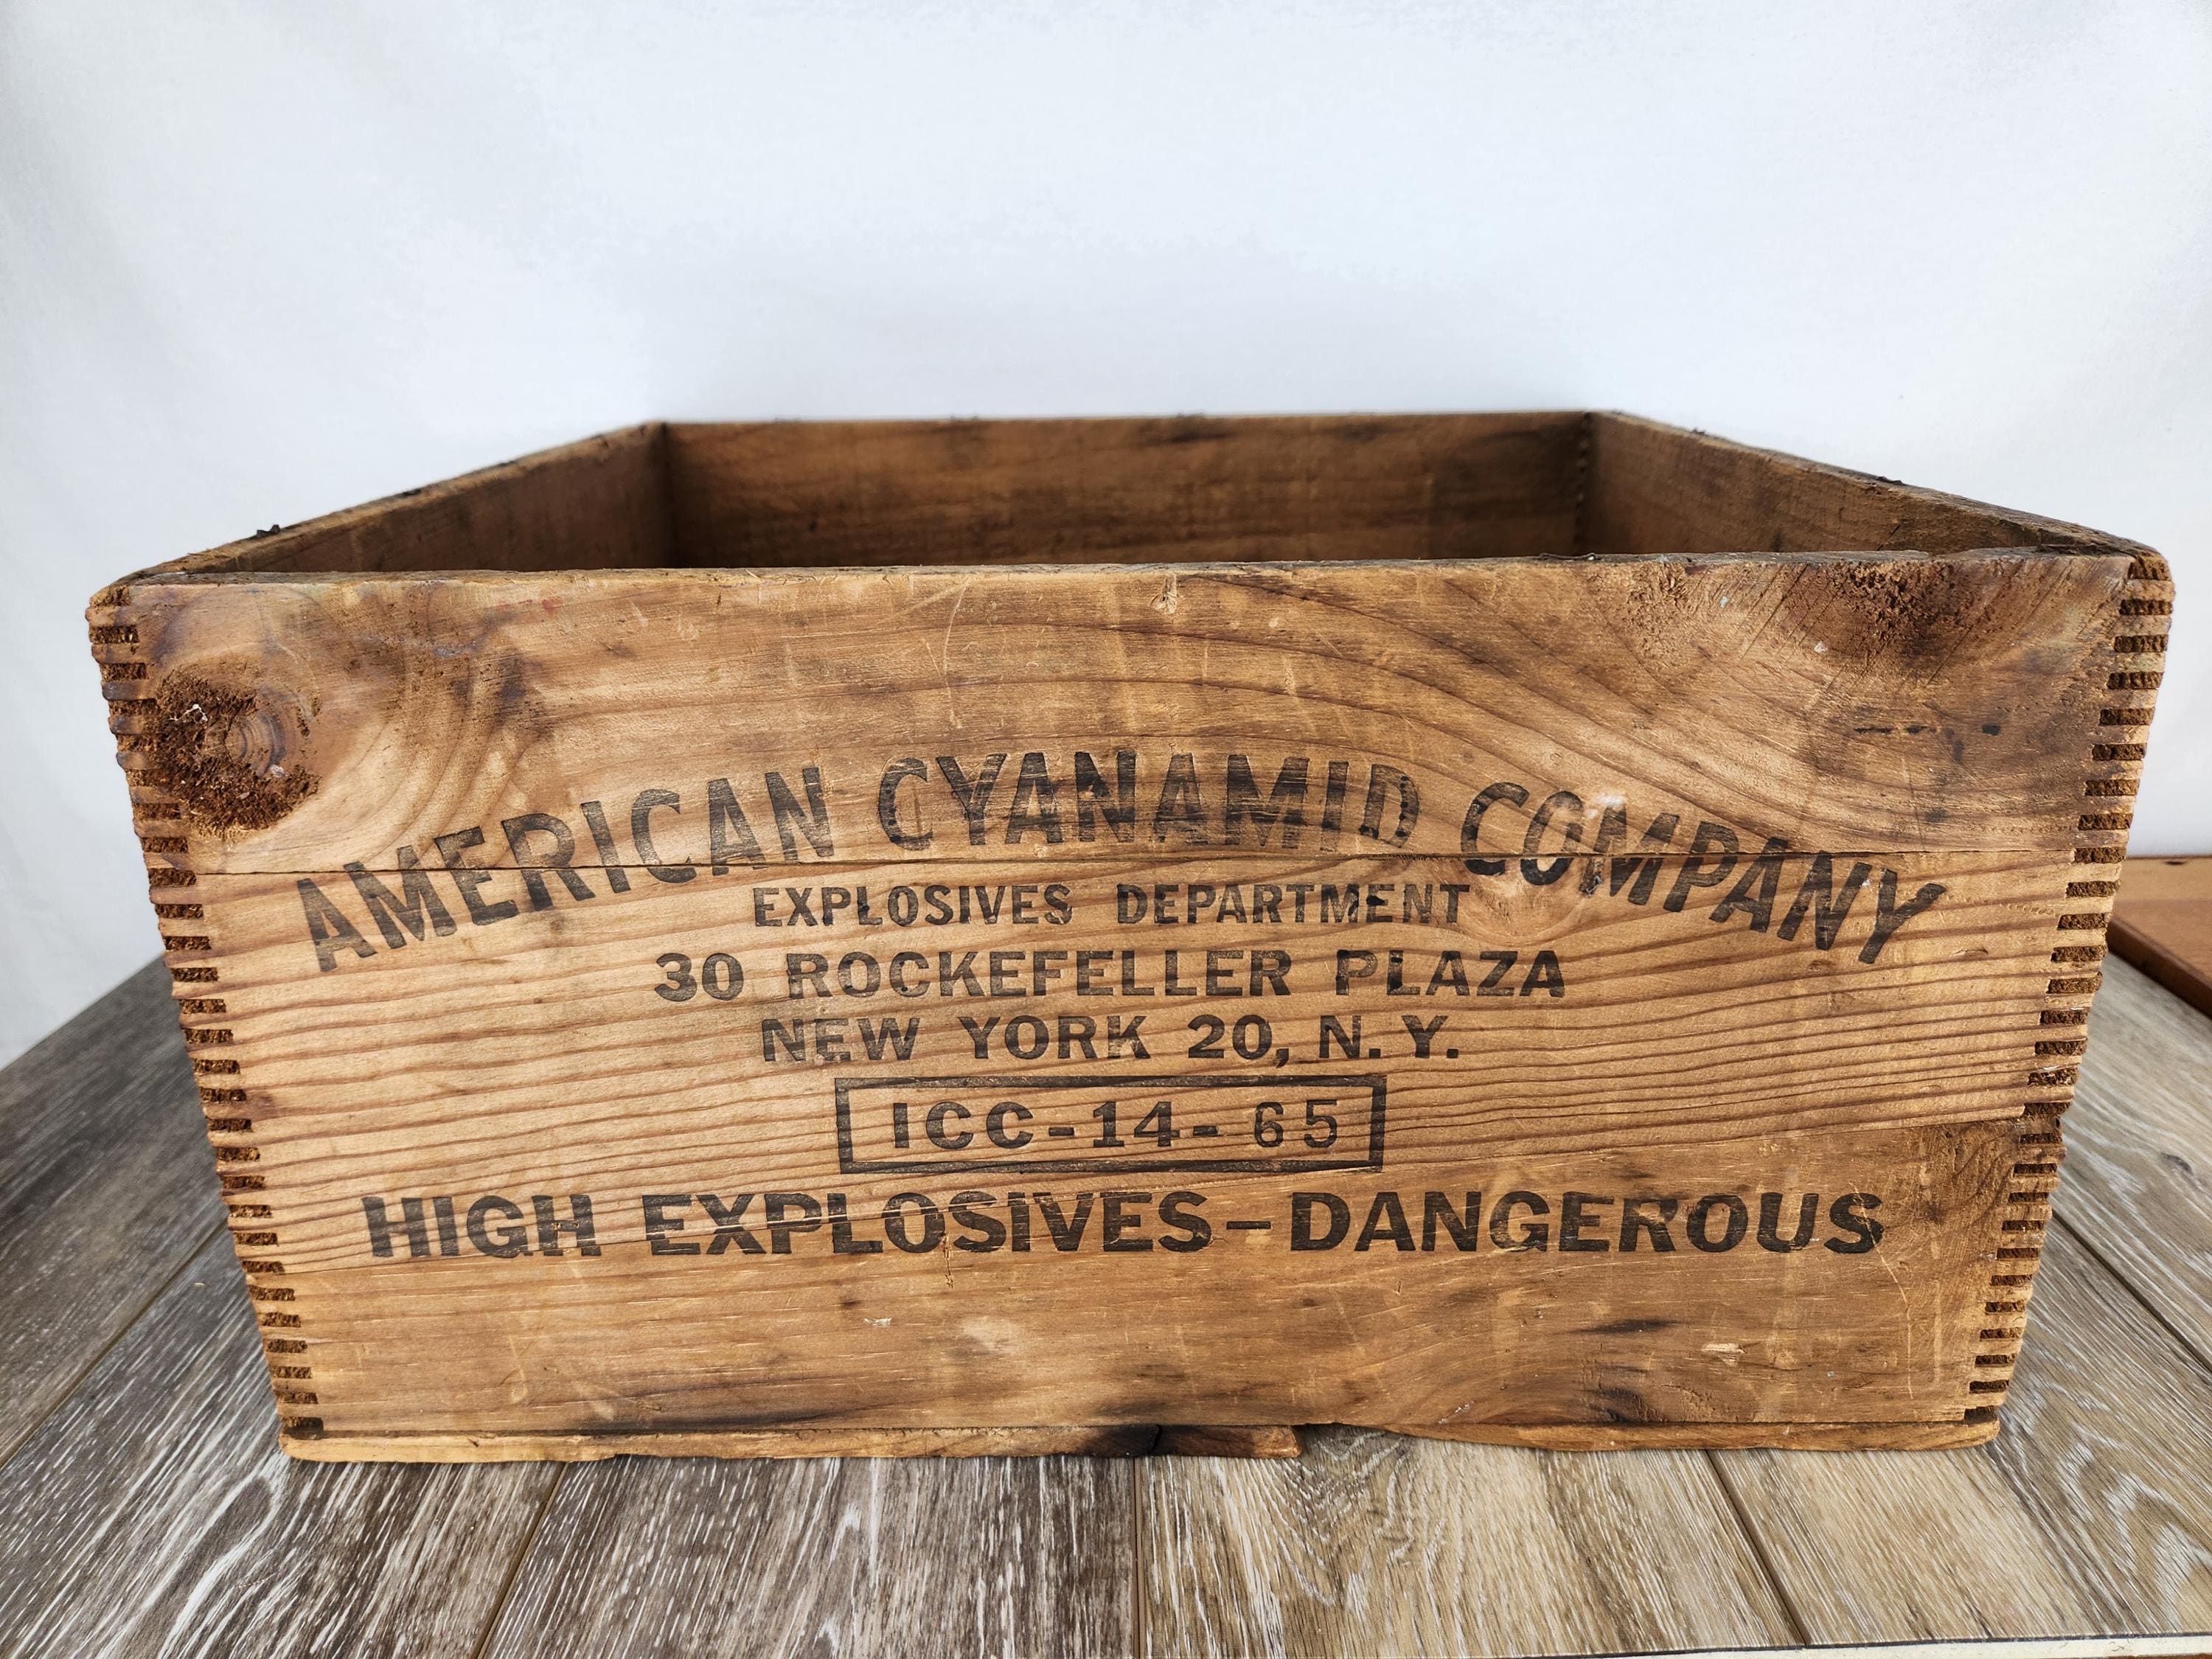 AMERICAN CYANAMID COMPANY
EXPLOSIVES DEPARTMENT
30 ROCKEFELLER PLAZA
NEW YORK 20, N. Y.
ICC-14-65
HIGH EXPLOSIVES–DANGEROUS